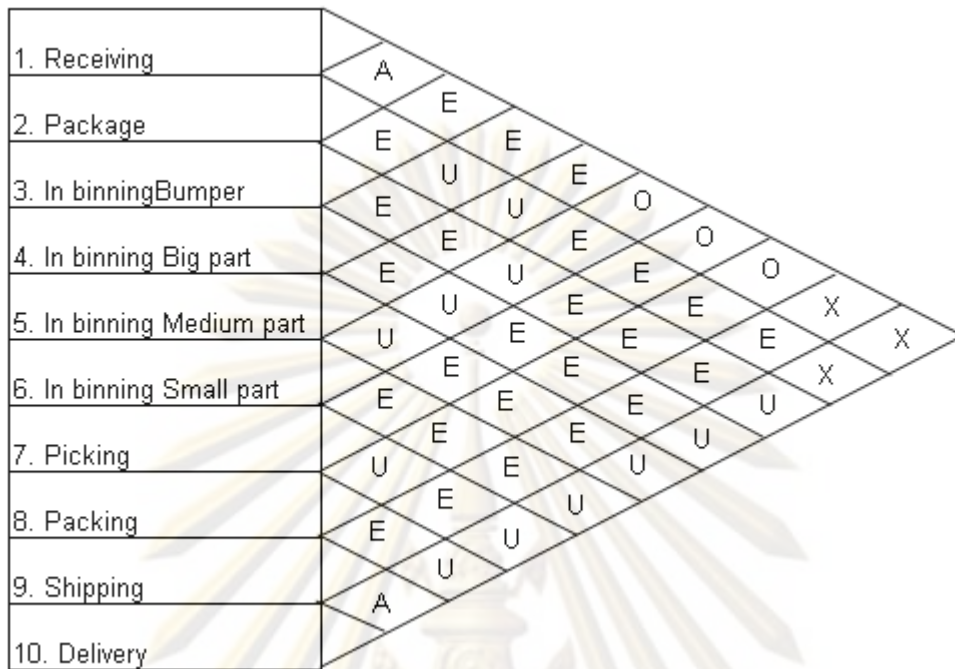 1. Receiving
A
E
2. Package
E E
U E
3. In binningBumper
E U O
E E O
4. In binning Big part
E U E O
U E E X
5. In binning Medium part
U E E E X
E E E X
6. In binning Small part
E E E U
E E U
7. Picking
U E U
E U
8. Packing
E U
U
9. Shipping
A
10. Delivery